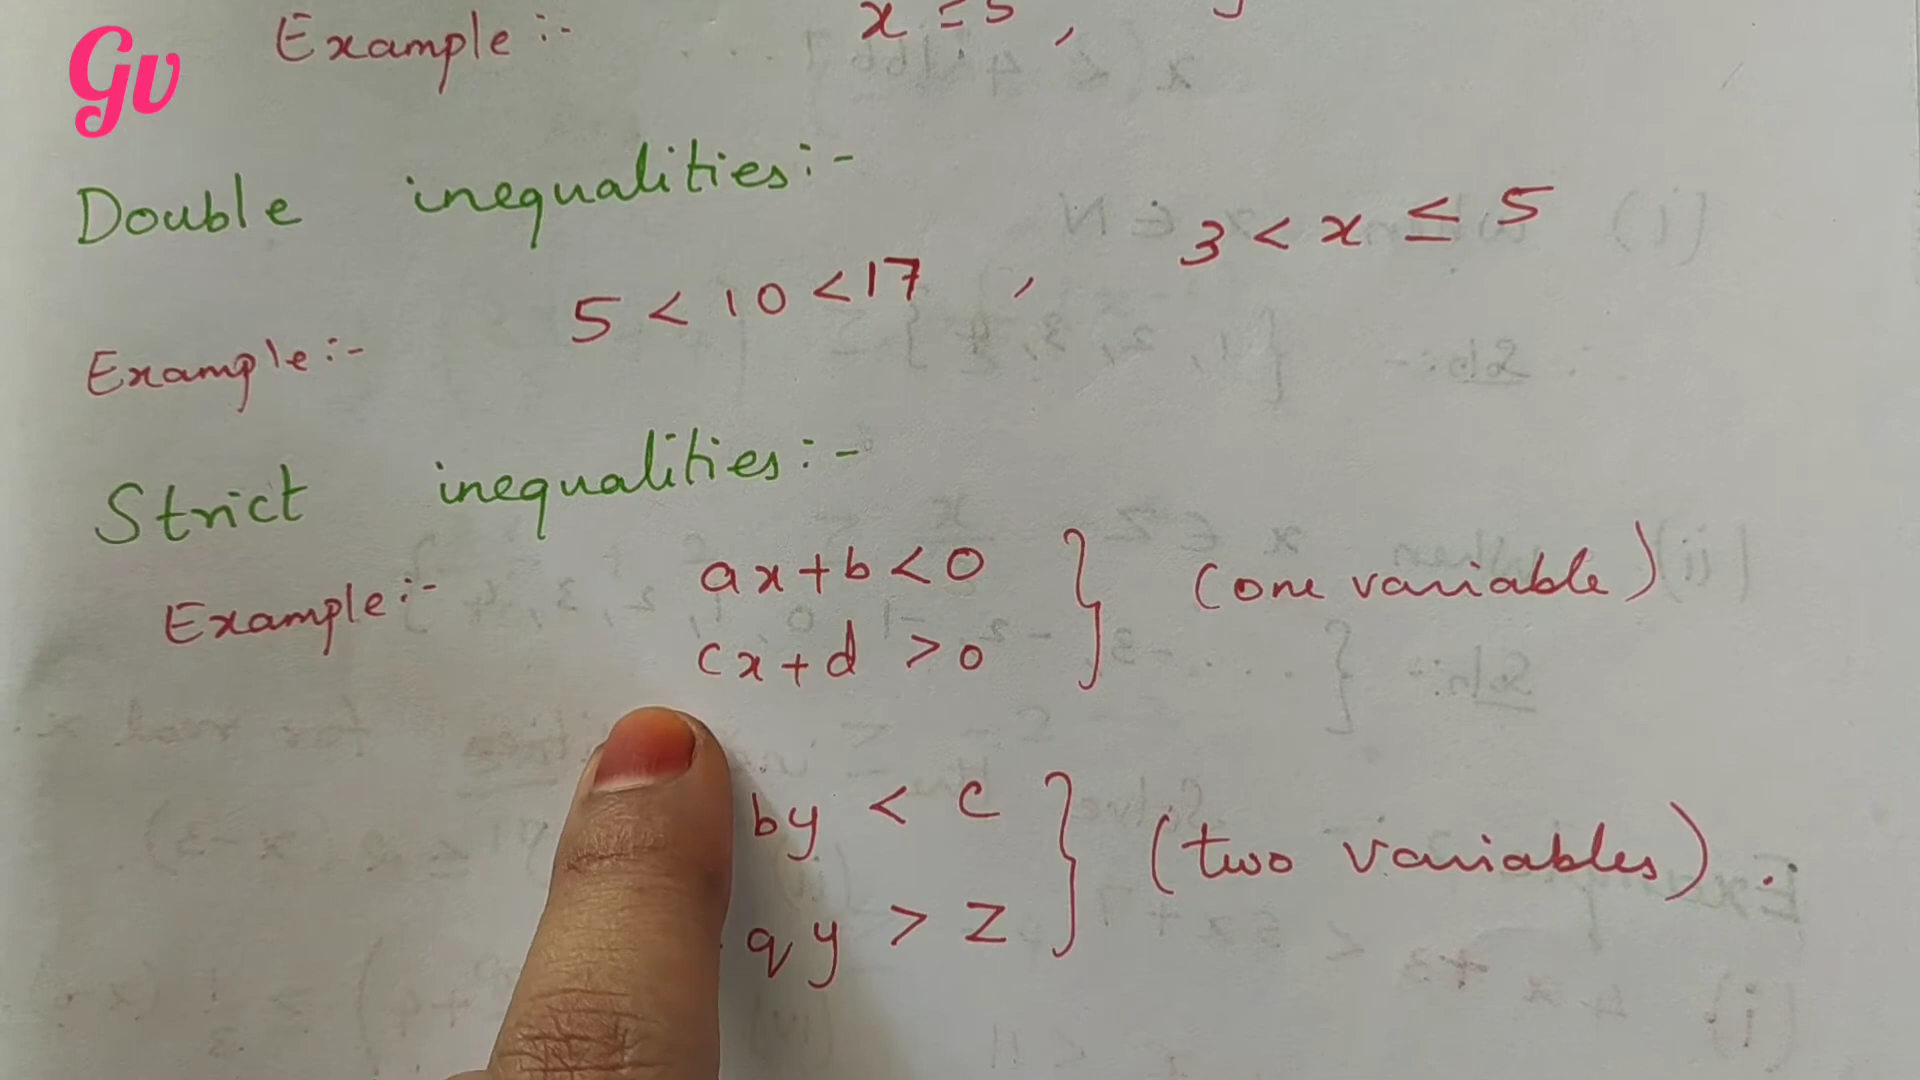 Gv
Example :-
Double inequalities:-
Example:- 5 < 10 < 17 , 3 < x ≤ 5
Strict inequalities:-
Example:- ax+b < 0
cx+d > 0 } (one variable)
by < c
qy > z } (two variables).